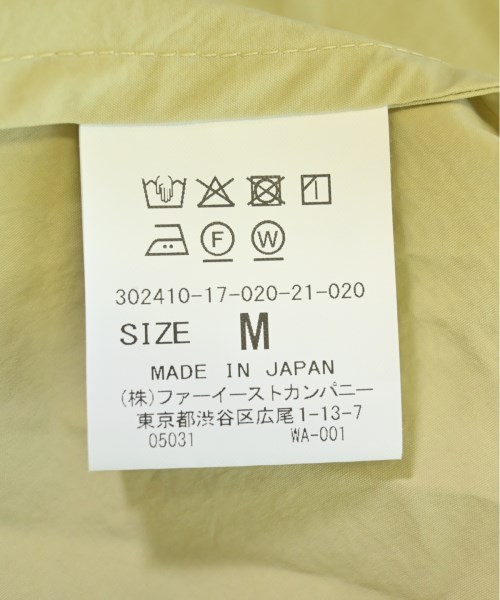 F W
302410-17-020-21-020
SIZE M
MADE IN JAPAN
(株)ファーイーストカンパニー
東京都渋谷区広尾1-13-7
05031 WA-001